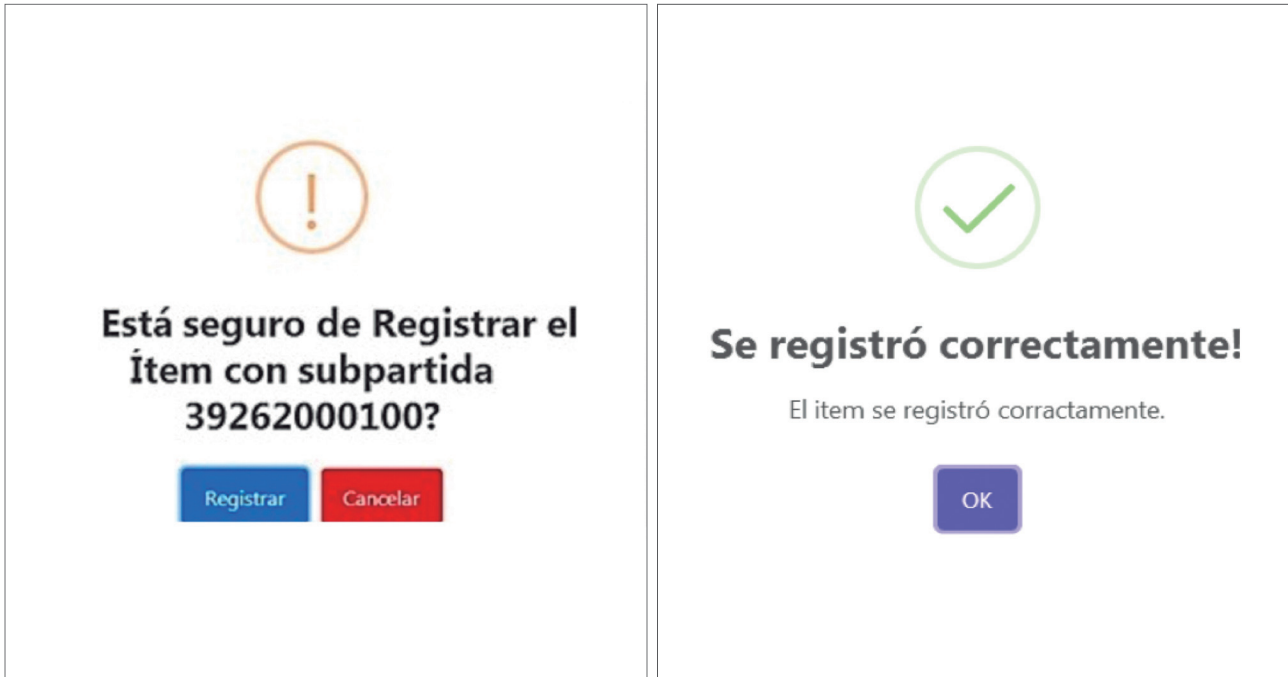 !
Está seguro de Registrar el
Ítem con subpartida
39262000100?
Registrar Cancelar
Se registró correctamente!
El item se registró corractamente.
OK